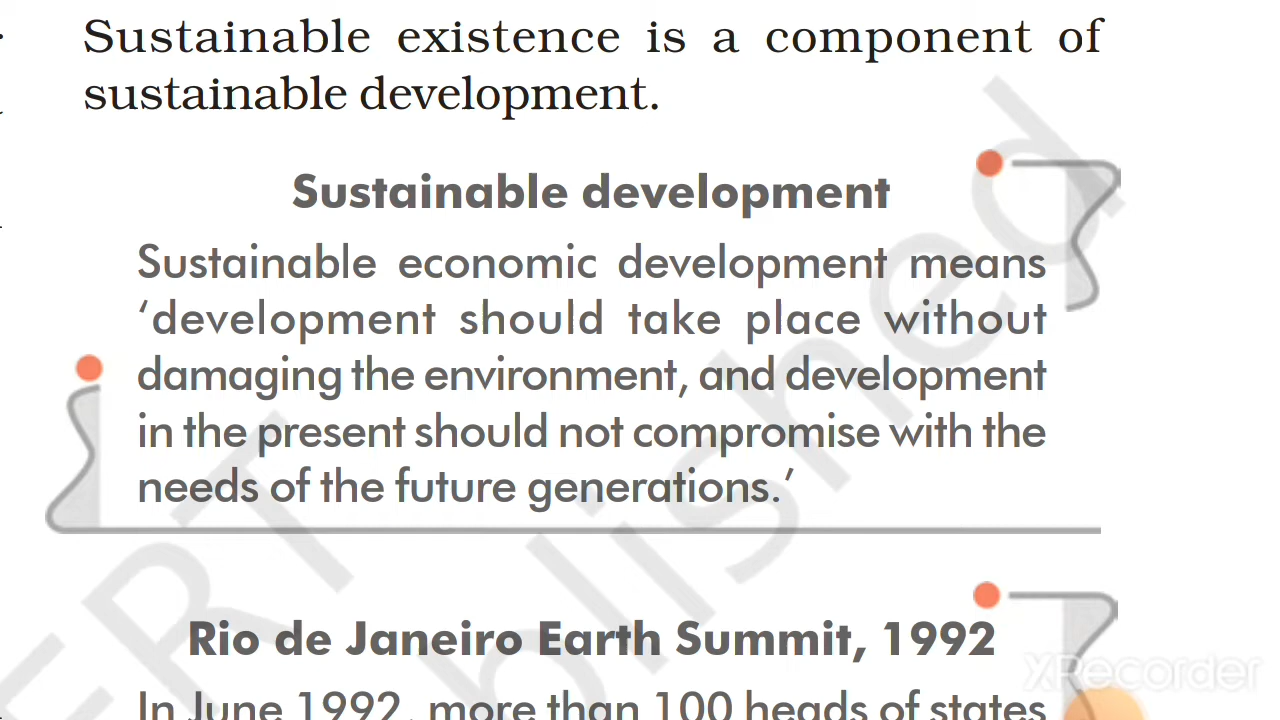 Sustainable existence is a component of
sustainable development.
Sustainable development
Sustainable economic development means
‘development should take place without
damaging the environment, and development
in the present should not compromise with the
needs of the future generations.’
Rio de Janeiro Earth Summit, 1992
In June 1992, more than 100 heads of states
XRecorder